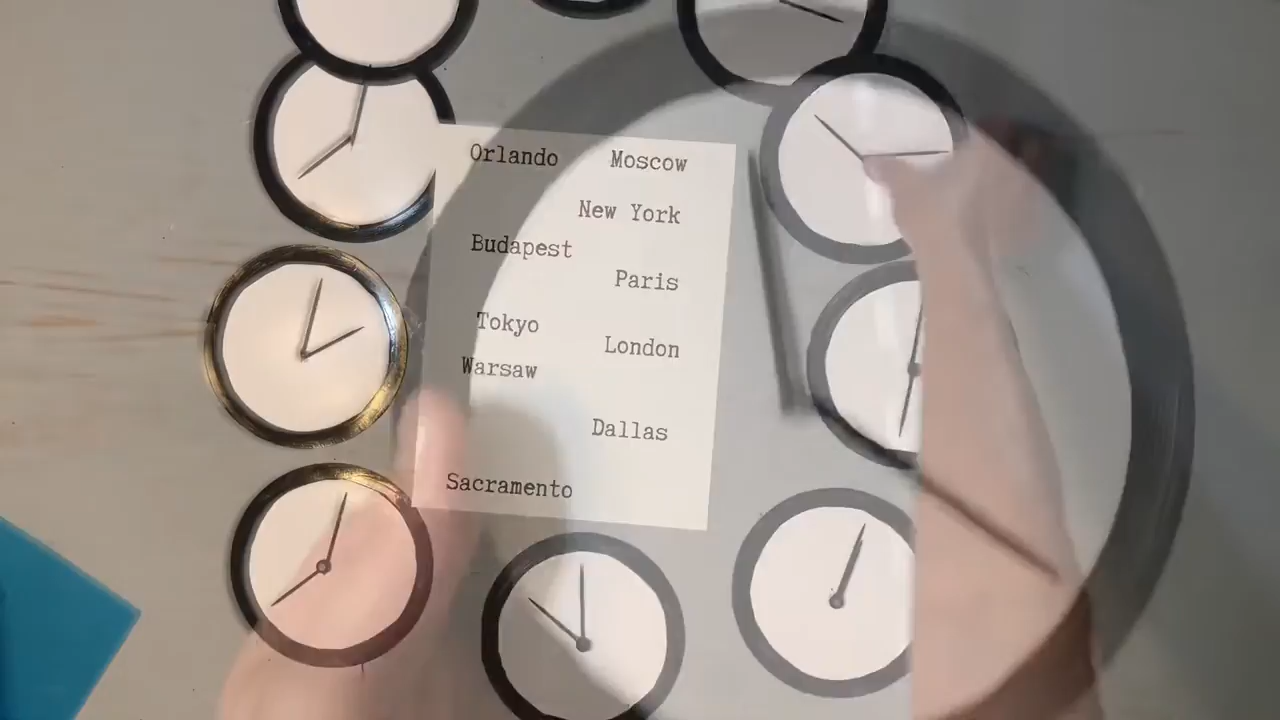 Orlando
Moscow
New York
Budapest
Paris
Tokyo
London
Warsaw
Dallas
Sacramento